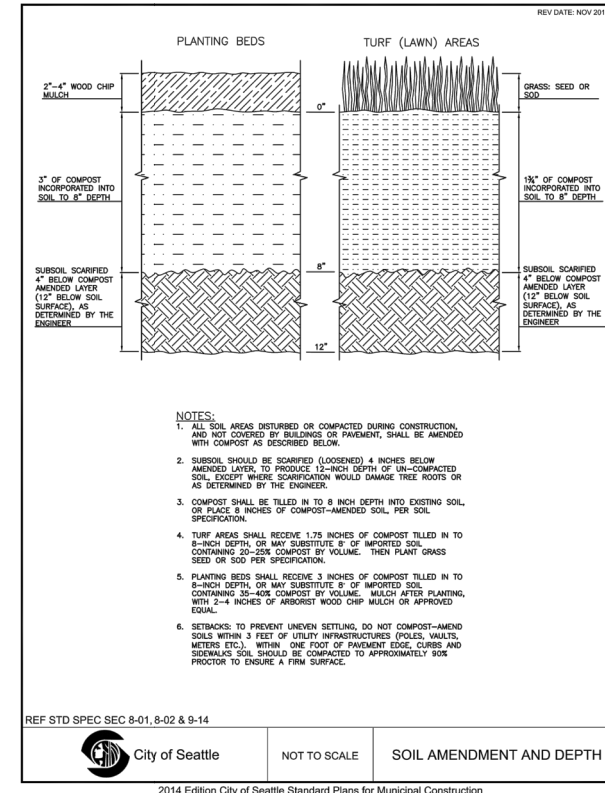 REV DATE: NOV 201
PLANTING BEDS
TURF (LAWN) AREAS
2"-4" WOOD CHIP
MULCH
0"
GRASS: SEED OR
SOD
3" OF COMPOST
INCORPORATED INTO
SOIL TO 8" DEPTH
1¾" OF COMPOST
INCORPORATED INTO
SOIL TO 8" DEPTH
8"
SUBSOIL SCARIFIED
4" BELOW COMPOST
AMENDED LAYER
(12" BELOW SOIL
SURFACE), AS
DETERMINED BY THE
ENGINEER
SUBSOIL SCARIFIED
4" BELOW COMPOST
AMENDED LAYER
(12" BELOW SOIL
SURFACE), AS
DETERMINED BY THE
ENGINEER
12"
NOTES:
1. ALL SOIL AREAS DISTURBED OR COMPACTED DURING CONSTRUCTION,
AND NOT COVERED BY BUILDINGS OR PAVEMENT, SHALL BE AMENDED
WITH COMPOST AS DESCRIBED BELOW.
2. SUBSOIL SHOULD BE SCARIFIED (LOOSENED) 4 INCHES BELOW
AMENDED LAYER, TO PRODUCE 12-INCH DEPTH OF UN-COMPACTED
SOIL, EXCEPT WHERE SCARIFICATION WOULD DAMAGE TREE ROOTS OR
AS DETERMINED BY THE ENGINEER.
3. COMPOST SHALL BE TILLED IN TO 8 INCH DEPTH INTO EXISTING SOIL,
OR PLACE 8 INCHES OF COMPOST-AMENDED SOIL, PER SOIL
SPECIFICATION.
4. TURF AREAS SHALL RECEIVE 1.75 INCHES OF COMPOST TILLED IN TO
8-INCH DEPTH, OR MAY SUBSTITUTE 8' OF IMPORTED SOIL
CONTAINING 20-25% COMPOST BY VOLUME. THEN PLANT GRASS
SEED OR SOD PER SPECIFICATION.
5. PLANTING BEDS SHALL RECEIVE 3 INCHES OF COMPOST TILLED IN TO
8-INCH DEPTH, OR MAY SUBSTITUTE 8' OF IMPORTED SOIL
CONTAINING 35-40% COMPOST BY VOLUME. MULCH AFTER PLANTING,
WITH 2-4 INCHES OF ARBORIST WOOD CHIP MULCH OR APPROVED
EQUAL.
6. SETBACKS: TO PREVENT UNEVEN SETTLING, DO NOT COMPOST-AMEND
SOILS WITHIN 3 FEET OF UTILITY INFRASTRUCTURES (POLES, VAULTS,
METERS ETC.). WITHIN ONE FOOT OF PAVEMENT EDGE, CURBS AND
SIDEWALKS SOIL SHOULD BE COMPACTED TO APPROXIMATELY 90%
PROCTOR TO ENSURE A FIRM SURFACE.
REF STD SPEC SEC 8-01, 8-02 & 9-14
City of Seattle
NOT TO SCALE
SOIL AMENDMENT AND DEPTH
2014 Edition City of Seattle Standard Plans for Municipal Construction